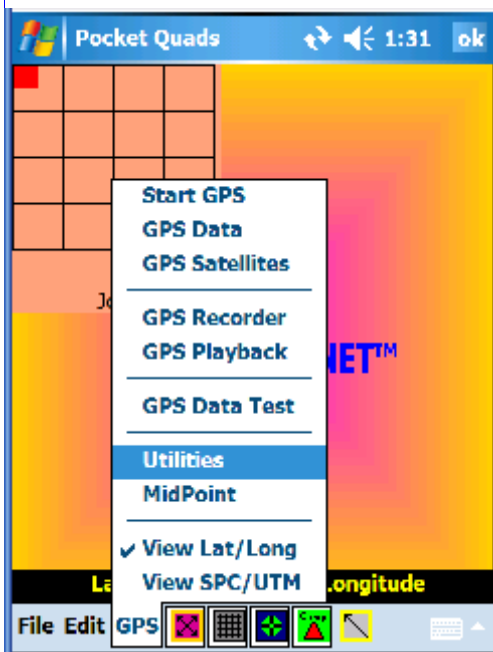 Pocket Quads 1:31 ok
Start GPS
GPS Data
GPS Satellites
GPS Recorder
GPS Playback
NET™
GPS Data Test
Utilities
MidPoint
View Lat/Long
View SPC/UTM
La ongitude
File Edit GPS